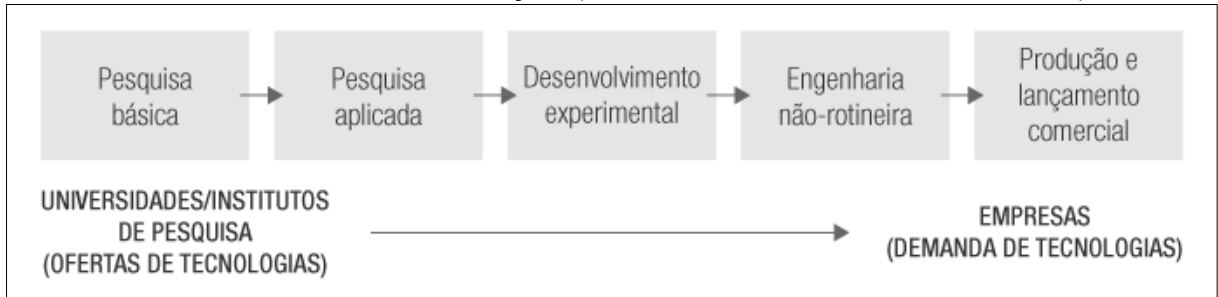 Pesquisa
básica
Pesquisa
aplicada
Desenvolvimento
experimental
Engenharia
não-rotineira
Produção e
lançamento
comercial
UNIVERSIDADES/INSTITUTOS
DE PESQUISA
(OFERTAS DE TECNOLOGIAS)
EMPRESAS
(DEMANDA DE TECNOLOGIAS)